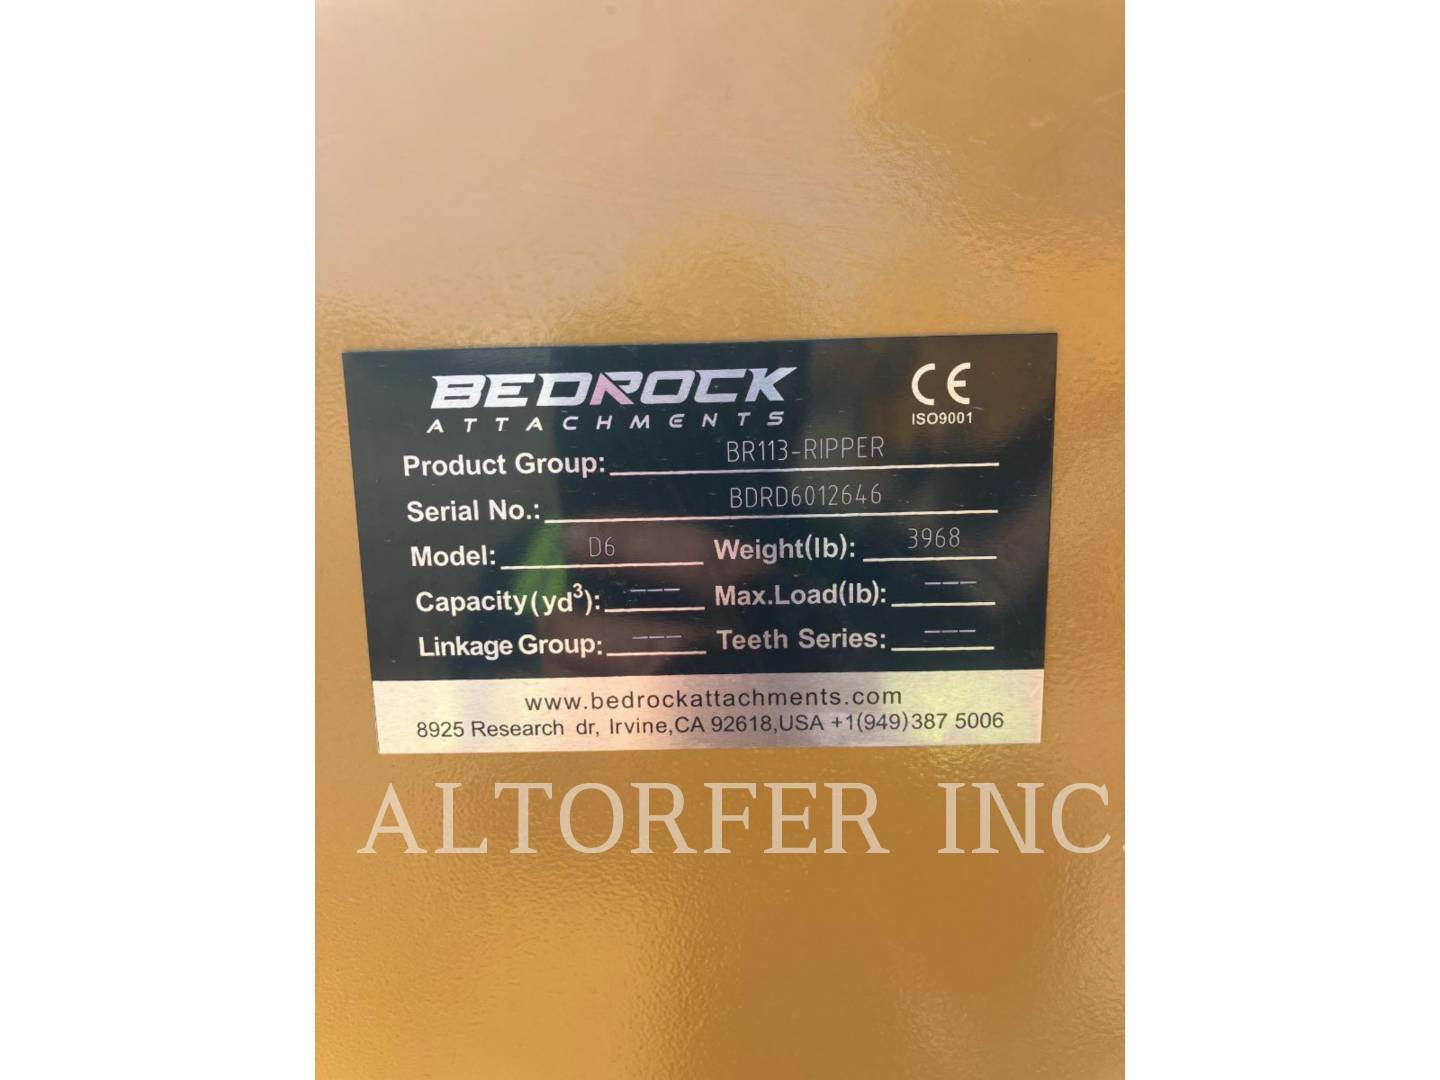 BEDROCK
ATTACHMENTS
CE
ISO9001
Product Group: BR113-RIPPER
Serial No.: BDRD6012646
Model: D6 Weight(lb): 3968
Capacity(yd³): --- Max.Load(lb): ---
Linkage Group: --- Teeth Series: ---
www.bedrockattachments.com
8925 Research dr, Irvine,CA 92618,USA +1(949)387 5006
ALTORFER INC.